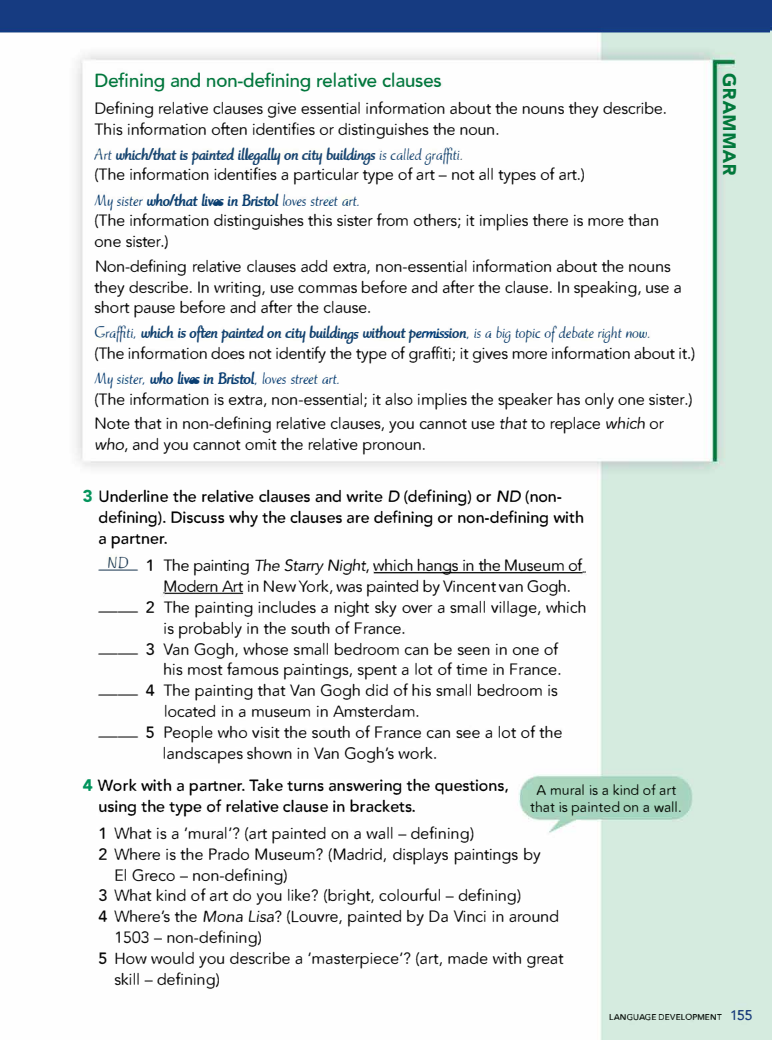 GRAMMAR
Defining and non-defining relative clauses
Defining relative clauses give essential information about the nouns they describe.
This information often identifies or distinguishes the noun.
Art which/that is painted illegally on city buildings is called graffiti.
(The information identifies a particular type of art – not all types of art.)
My sister who/that lives in Bristol loves street art.
(The information distinguishes this sister from others; it implies there is more than
one sister.)
Non-defining relative clauses add extra, non-essential information about the nouns
they describe. In writing, use commas before and after the clause. In speaking, use a
short pause before and after the clause.
Graffiti, which is often painted on city buildings without permission, is a big topic of debate right now.
(The information does not identify the type of graffiti; it gives more information about it.)
My sister, who lives in Bristol, loves street art.
(The information is extra, non-essential; it also implies the speaker has only one sister.)
Note that in non-defining relative clauses, you cannot use that to replace which or
who, and you cannot omit the relative pronoun.
3 Underline the relative clauses and write D (defining) or ND (non-
defining). Discuss why the clauses are defining or non-defining with
a partner.
ND 1 The painting The Starry Night, which hangs in the Museum of
Modern Art in New York, was painted by Vincent van Gogh.
_____ 2 The painting includes a night sky over a small village, which
is probably in the south of France.
_____ 3 Van Gogh, whose small bedroom can be seen in one of
his most famous paintings, spent a lot of time in France.
_____ 4 The painting that Van Gogh did of his small bedroom is
located in a museum in Amsterdam.
_____ 5 People who visit the south of France can see a lot of the
landscapes shown in Van Gogh's work.
4 Work with a partner. Take turns answering the questions,
using the type of relative clause in brackets.
A mural is a kind of art
that is painted on a wall.
1 What is a 'mural'? (art painted on a wall – defining)
2 Where is the Prado Museum? (Madrid, displays paintings by
El Greco – non-defining)
3 What kind of art do you like? (bright, colourful – defining)
4 Where's the Mona Lisa? (Louvre, painted by Da Vinci in around
1503 – non-defining)
5 How would you describe a 'masterpiece'? (art, made with great
skill – defining)
LANGUAGE DEVELOPMENT 155